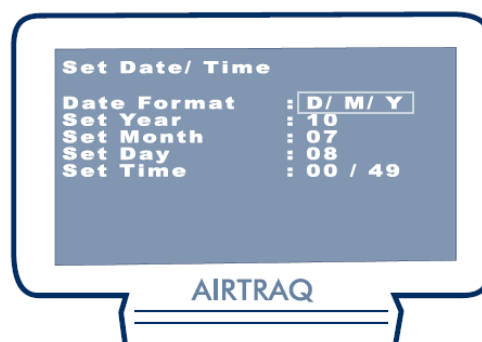 Set Date/ Time
Date Format : D/ M/ Y
Set Year : 10
Set Month : 07
Set Day : 08
Set Time : 00 / 49
AIRTRAQ